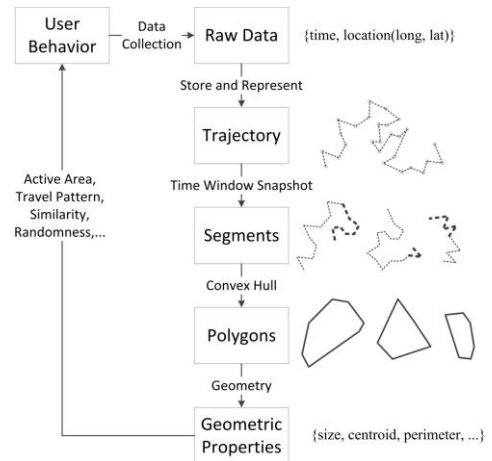 User
Behavior
Data
Collection
Raw Data
{time, location(long, lat)}
Store and Represent
Trajectory
Time Window Snapshot
Active Area,
Travel Pattern,
Similarity,
Randomness,...
Segments
Convex Hull
Polygons
Geometry
Geometric
Properties
{size, centroid, perimeter, ...}